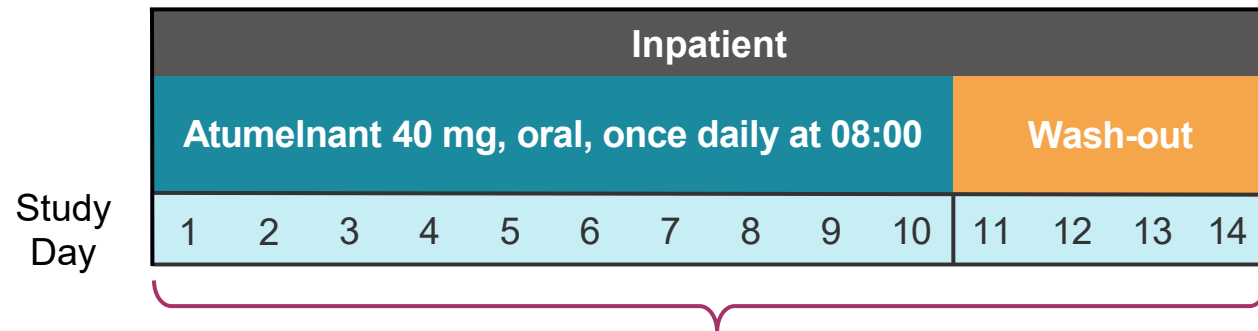 Inpatient
Atumelnant 40 mg, oral, once daily at 08:00
Wash-out
Study
Day
1 2 3 4 5 6 7 8 9 10 11 12 13 14